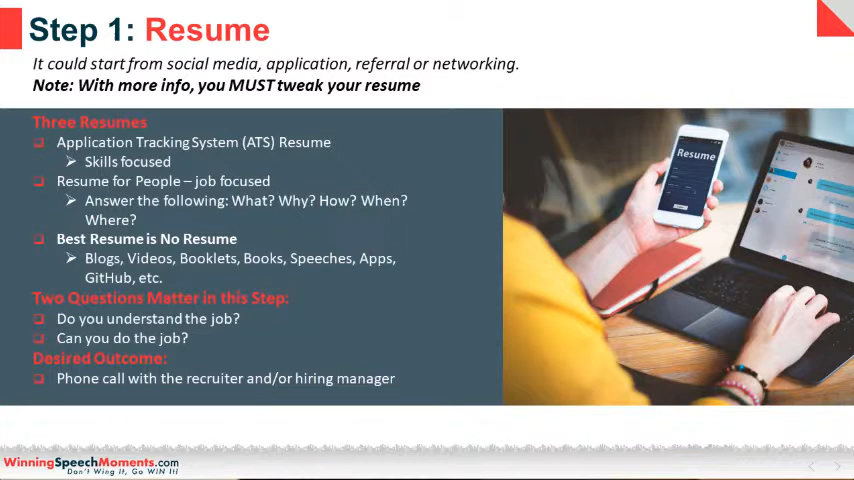 Step 1: Resume
It could start from social media, application, referral or networking.
Note: With more info, you MUST tweak your resume
Three Resumes
Application Tracking System (ATS) Resume
Skills focused
Resume for People – job focused
Answer the following: What? Why? How? When?
Where?
Best Resume is No Resume
Blogs, Videos, Booklets, Books, Speeches, Apps,
GitHub, etc.
Two Questions Matter in this Step:
Do you understand the job?
Can you do the job?
Desired Outcome:
Phone call with the recruiter and/or hiring manager
Resume
WinningSpeechMoments.com
Don't Wing It, Go WIN It!